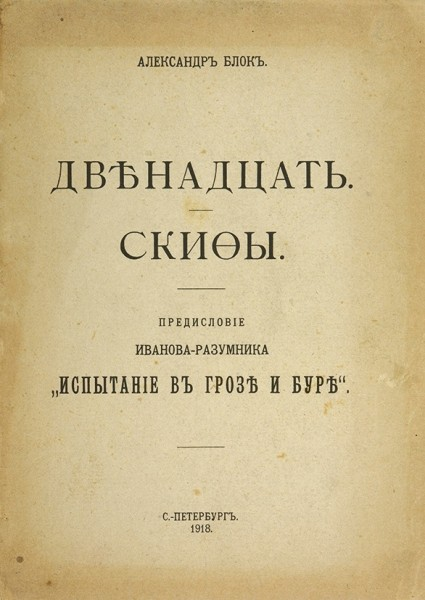 АЛЕКСАНДРЪ БЛОКЪ.
ДВѢНАДЦАТЬ.
СКИѲЫ.
ПРЕДИСЛОВІЕ
ИВАНОВА-РАЗУМНИКА
„ИСПЫТАНІЕ ВЪ ГРОЗѢ И БУРѢ“.
С.-ПЕТЕРБУРГЪ.
1918.